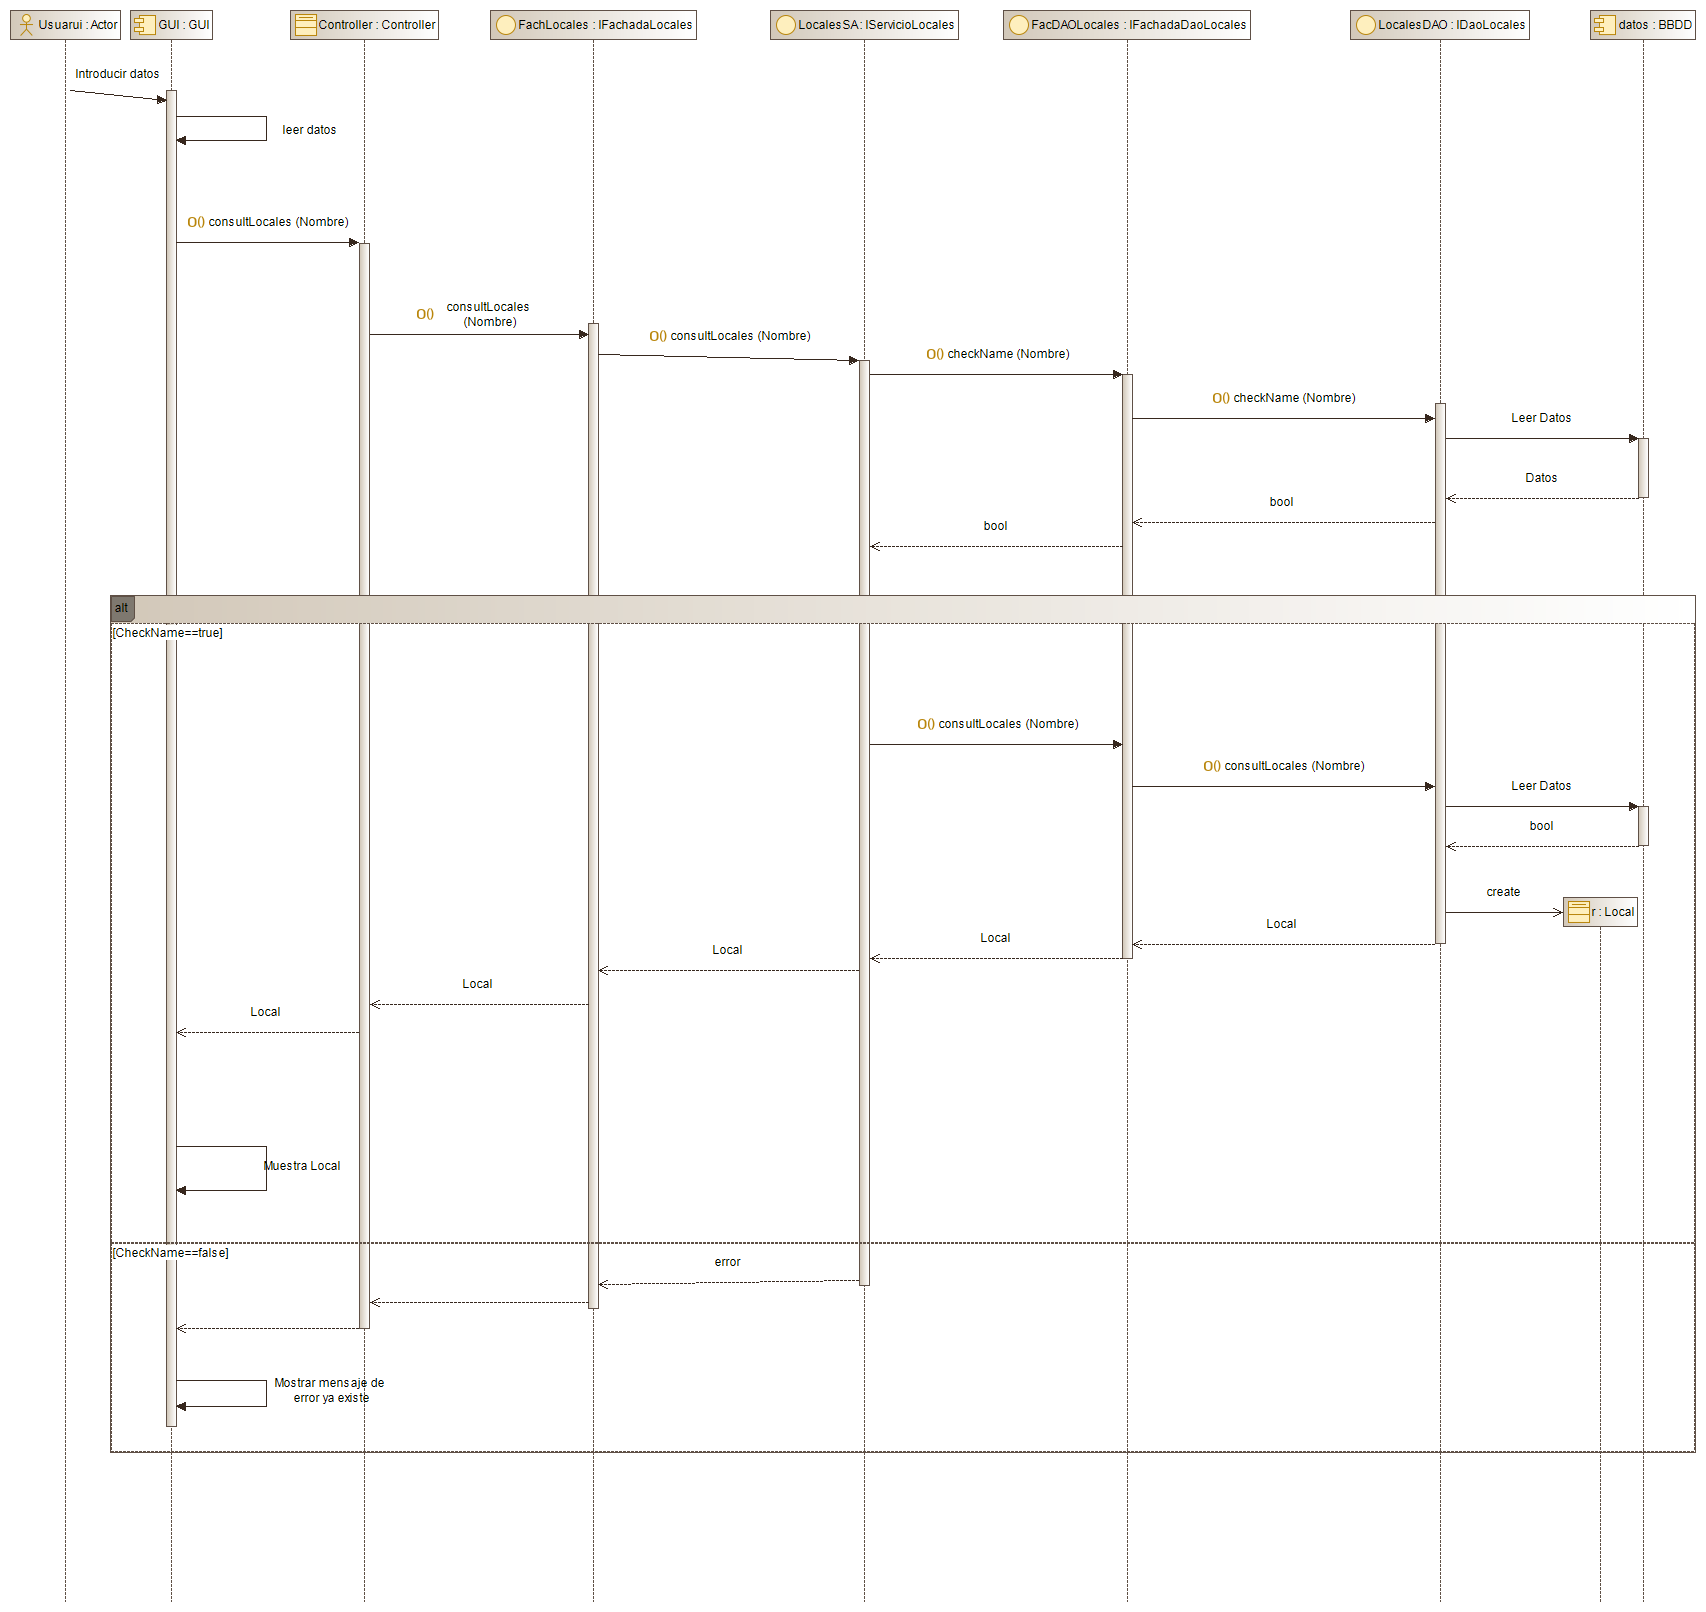 Usuarui : Actor
GUI : GUI
Controller : Controller
FachLocales : IFachadaLocales
LocalesSA : IServicioLocales
FacDAOLocales : IFachadaDaoLocales
LocalesDAO : IDaoLocales
datos : BBDD
Introducir datos
leer datos
O() consultLocales (Nombre)
O() consultLocales
(Nombre)
O() consultLocales (Nombre)
O() checkName (Nombre)
O() checkName (Nombre)
Leer Datos
Datos
bool
bool
alt
[CheckName==true]
O() consultLocales (Nombre)
O() consultLocales (Nombre)
Leer Datos
bool
create
r : Local
Local
Local
Local
Local
Local
Muestra Local
[CheckName==false]
error
Mostrar mensaje de
error ya existe